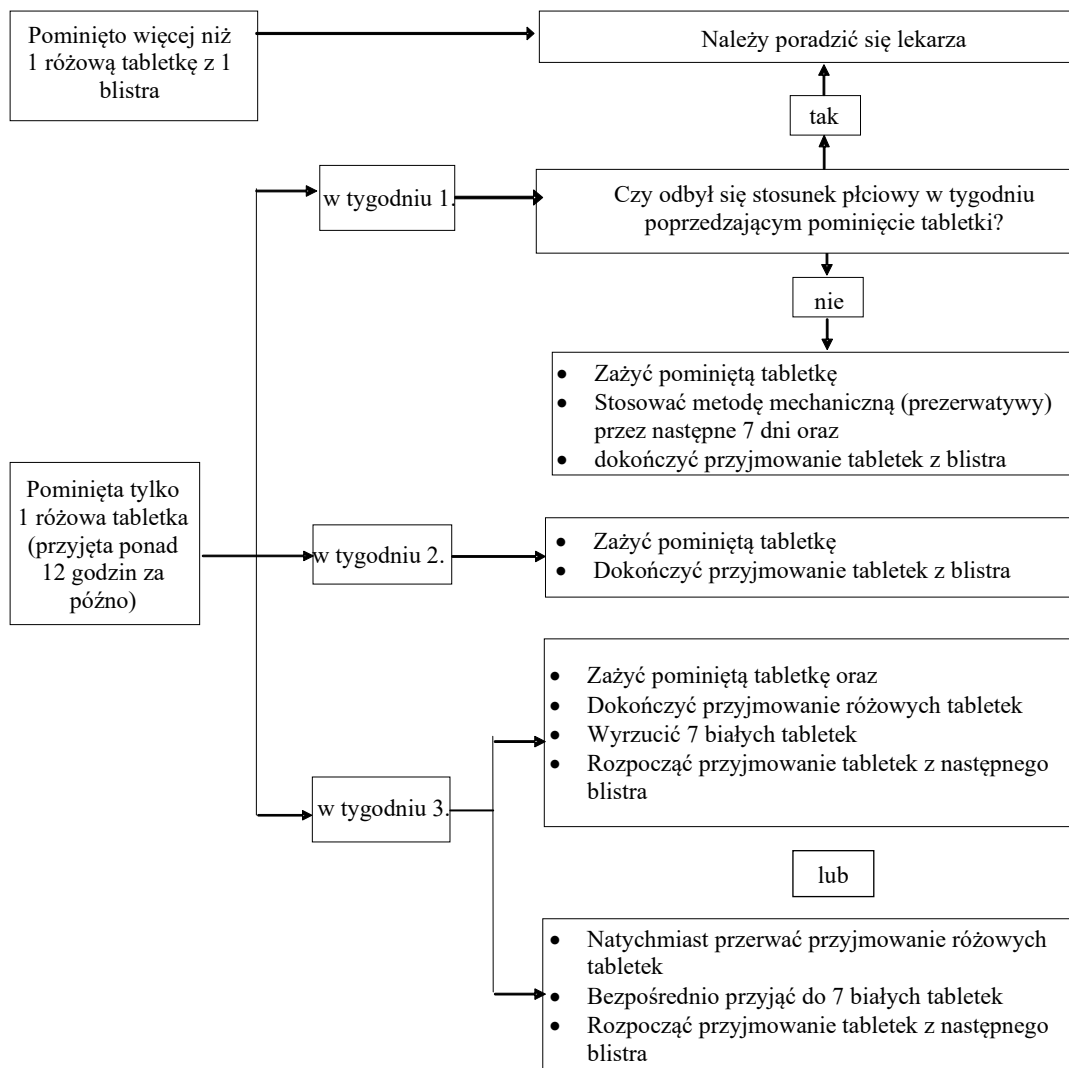 Pominięto więcej niż
1 różową tabletkę z 1
blistra
Należy poradzić się lekarza
tak
w tygodniu 1.
Czy odbył się stosunek płciowy w tygodniu
poprzedzającym pominięcie tabletki?
nie
• Zażyć pominiętą tabletkę
• Stosować metodę mechaniczną (prezerwatywy)
przez następne 7 dni oraz
• dokończyć przyjmowanie tabletek z blistra
Pominięta tylko
1 różowa tabletka
(przyjęta ponad
12 godzin za
późno)
w tygodniu 2.
• Zażyć pominiętą tabletkę
• Dokończyć przyjmowanie tabletek z blistra
w tygodniu 3.
• Zażyć pominiętą tabletkę oraz
• Dokończyć przyjmowanie różowych tabletek
• Wyrzucić 7 białych tabletek
• Rozpocząć przyjmowanie tabletek z następnego
blistra
lub
• Natychmiast przerwać przyjmowanie różowych
tabletek
• Bezpośrednio przyjąć do 7 białych tabletek
• Rozpocząć przyjmowanie tabletek z następnego
blistra